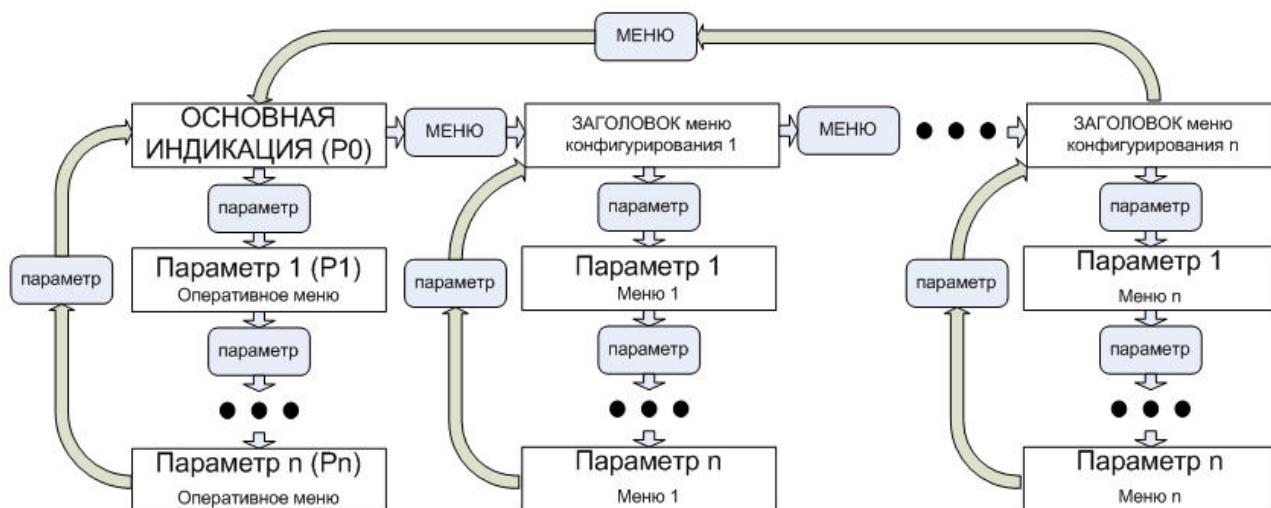 МЕНЮ
ОСНОВНАЯ
ИНДИКАЦИЯ (P0)
МЕНЮ
ЗАГОЛОВОК меню
конфигурирования 1
МЕНЮ
ЗАГОЛОВОК меню
конфигурирования n
параметр
параметр
параметр
параметр
Параметр 1 (P1)
Оперативное меню
параметр
Параметр 1
Меню 1
параметр
Параметр 1
Меню n
параметр
параметр
параметр
Параметр n (Pn)
Оперативное меню
Параметр n
Меню 1
Параметр n
Меню n